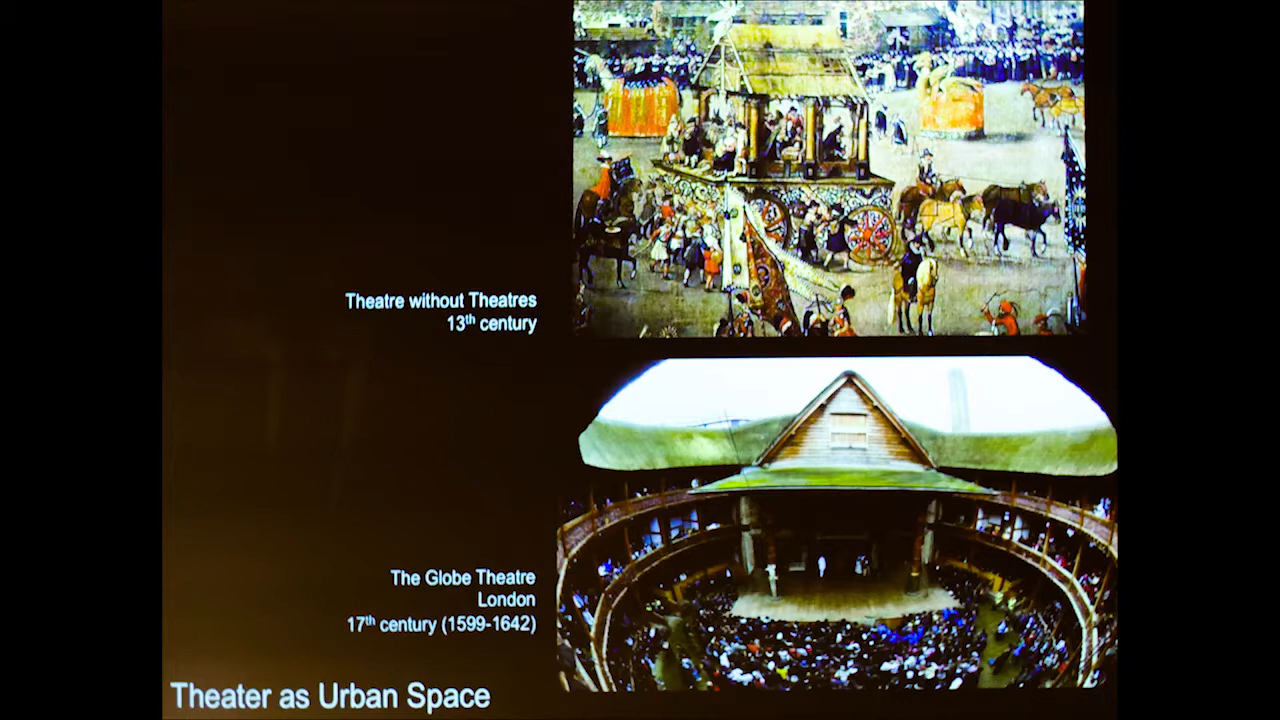 Theatre without Theatres
13th century
The Globe Theatre
London
17th century (1599-1642)
Theater as Urban Space